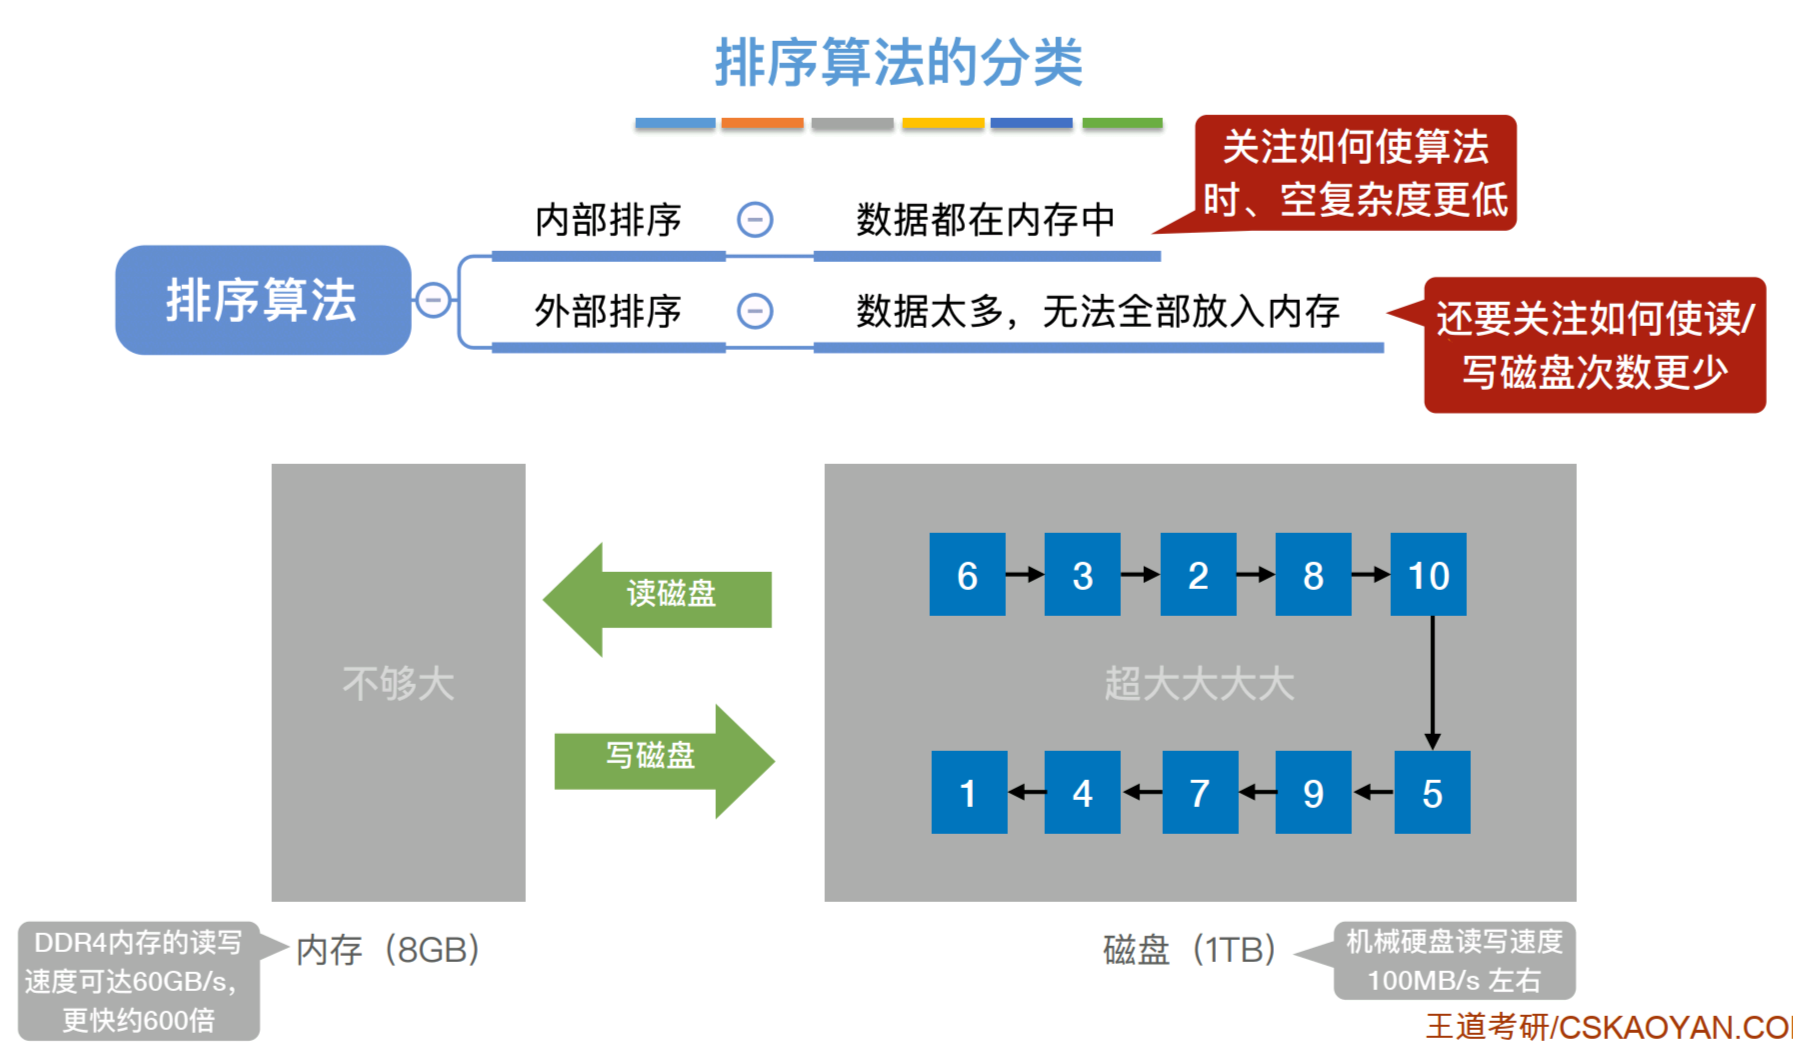 排序算法的分类
关注如何使算法
时、空复杂度更低
内部排序
数据都在内存中
排序算法
外部排序
数据太多，无法全部放入内存
还要关注如何使读/
写磁盘次数更少
读磁盘
写磁盘
不够大
6
3
2
8
10
超大大大大
1
4
7
9
5
DDR4内存的读写
速度可达60GB/s，
更快约600倍
内存（8GB）
磁盘（1TB）
机械硬盘读写速度
100MB/s 左右
王道考研/CSKAOYAN.CO